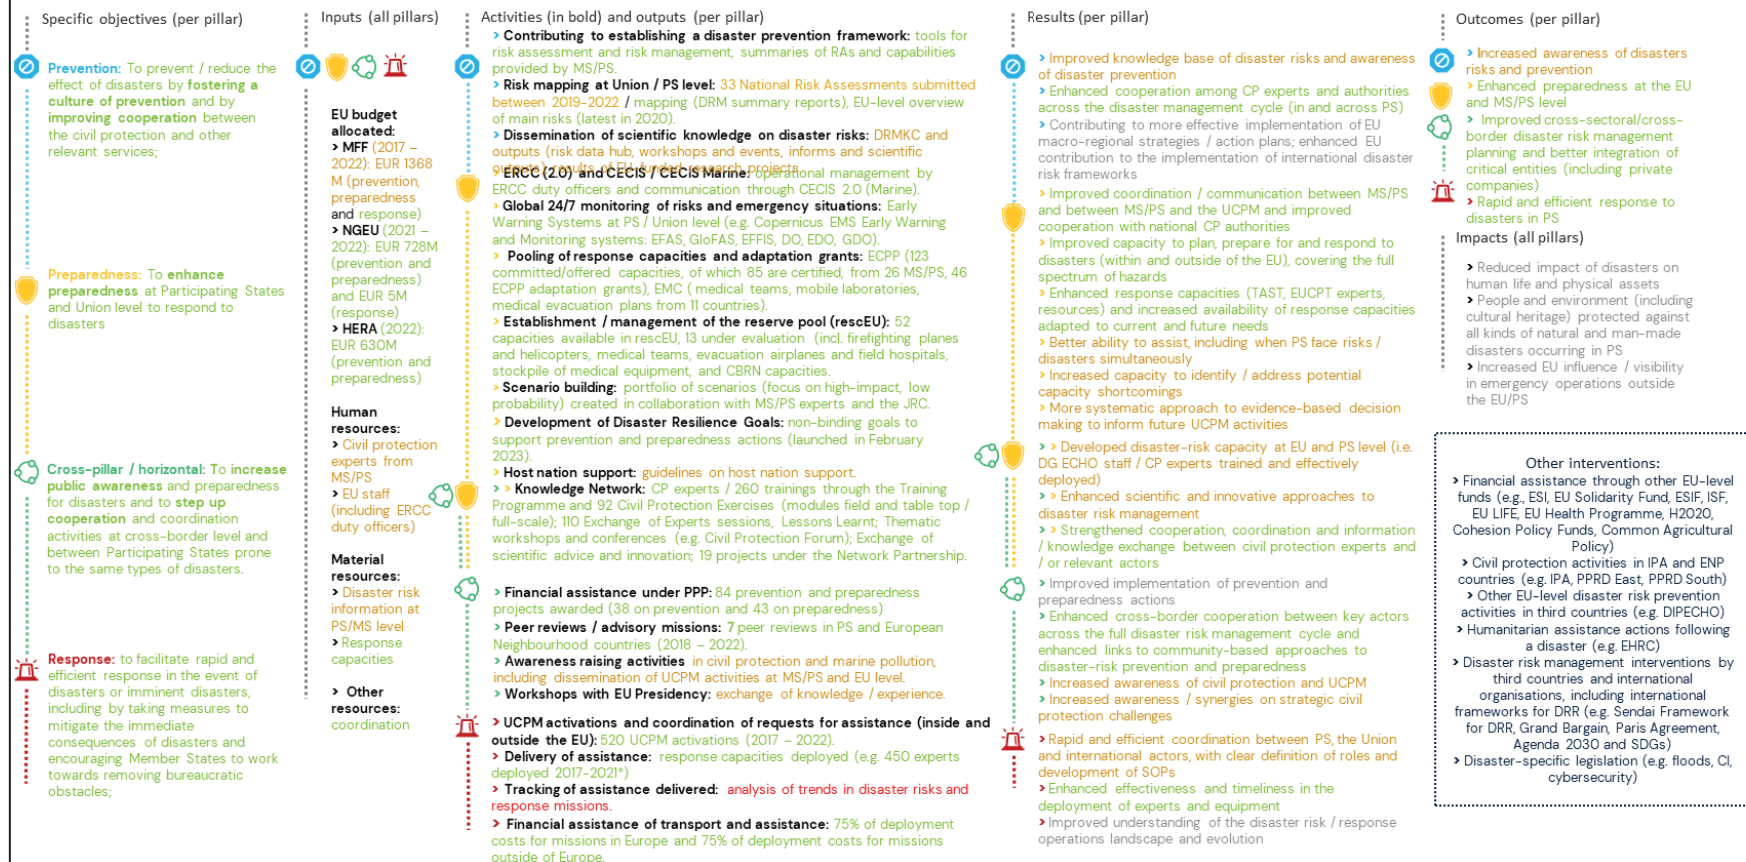 Specific objectives (per pillar)
Prevention: To prevent / reduce the
effect of disasters by fostering a
culture of prevention and by
improving cooperation between
the civil protection and other
relevant services;
Preparedness: To enhance
preparedness at Participating States
and Union level to respond to
disasters
Cross-pillar / horizontal: To increase
public awareness and preparedness
for disasters and to step up
cooperation and coordination
activities at cross-border level and
between Participating States prone
to the same types of disasters.
Response: to facilitate rapid and
efficient response in the event of
disasters or imminent disasters,
including by taking measures to
mitigate the immediate
consequences of disasters and
encouraging Member States to work
towards removing bureaucratic
obstacles;
Inputs (all pillars)
EU budget
allocated:
> MFF (2017 –
2022): EUR 1368
M (prevention,
preparedness
and response)
> NGEU (2021 –
2022): EUR 728M
(prevention and
preparedness)
and EUR 5M
(response)
> HERA (2022):
EUR 630M
(prevention and
preparedness)
Human
resources:
> Civil protection
experts from
MS/PS
> EU staff
(including ERCC
duty officers)
Material
resources:
> Disaster risk
information at
PS/MS level
> Response
capacities
> Other
resources:
coordination
Activities (in bold) and outputs (per pillar)
> Contributing to establishing a disaster prevention framework: tools for
risk assessment and risk management, summaries of RAs and capabilities
provided by MS/PS.
> Risk mapping at Union / PS level: 33 National Risk Assessments submitted
between 2019-2022 / mapping (DRM summary reports), EU-level overview
of main risks (latest in 2020).
> Dissemination of scientific knowledge on disaster risks: DRMKC and
outputs (risk data hub, workshops and events, informs and scientific
outputs); results of EU-funded research projects.
> ERCC (2.0) and CECIS / CECIS Marine: operational management by
ERCC duty officers and communication through CECIS 2.0 (Marine).
> Global 24/7 monitoring of risks and emergency situations: Early
Warning Systems at PS / Union level (e.g. Copernicus EMS Early Warning
and Monitoring systems: EFAS, GloFAS, EFFIS, DO, EDO, GDO).
> Pooling of response capacities and adaptation grants: ECPP (123
committed/offered capacities, of which 85 are certified, from 26 MS/PS, 46
ECPP adaptation grants), EMC ( medical teams, mobile laboratories,
medical evacuation plans from 11 countries).
> Establishment / management of the reserve pool (rescEU): 52
capacities available in rescEU, 13 under evaluation (incl. firefighting planes
and helicopters, medical teams, evacuation airplanes and field hospitals,
stockpile of medical equipment, and CBRN capacities.
> Scenario building: portfolio of scenarios (focus on high-impact, low
probability) created in collaboration with MS/PS experts and the JRC.
> Development of Disaster Resilience Goals: non-binding goals to
support prevention and preparedness actions (launched in February
2023).
> Host nation support: guidelines on host nation support.
> > Knowledge Network: CP experts / 260 trainings through the Training
Programme and 92 Civil Protection Exercises (modules field and table top /
full-scale); 110 Exchange of Experts sessions, Lessons Learnt; Thematic
workshops and conferences (e.g. Civil Protection Forum); Exchange of
scientific advice and innovation; 19 projects under the Network Partnership.
> Financial assistance under PPP: 84 prevention and preparedness
projects awarded (38 on prevention and 43 on preparedness)
> Peer reviews / advisory missions: 7 peer reviews in PS and European
Neighbourhood countries (2018 – 2022).
> Awareness raising activities in civil protection and marine pollution,
including dissemination of UCPM activities at MS/PS and EU level.
> Workshops with EU Presidency: exchange of knowledge / experience.
> UCPM activations and coordination of requests for assistance (inside and
outside the EU): 520 UCPM activations (2017 – 2022).
> Delivery of assistance: response capacities deployed (e.g. 450 experts
deployed 2017-2021*)
> Tracking of assistance delivered: analysis of trends in disaster risks and
response missions.
> Financial assistance of transport and assistance: 75% of deployment
costs for missions in Europe and 75% of deployment costs for missions
outside of Europe.
Results (per pillar)
> Improved knowledge base of disaster risks and awareness
of disaster prevention
> Enhanced cooperation among CP experts and authorities
across the disaster management cycle (in and across PS)
> Contributing to more effective implementation of EU
macro-regional strategies / action plans; enhanced EU
contribution to the implementation of international disaster
risk frameworks
> Improved coordination / communication between MS/PS
and between MS/PS and the UCPM and improved
cooperation with national CP authorities
> Improved capacity to plan, prepare for and respond to
disasters (within and outside of the EU), covering the full
spectrum of hazards
> Enhanced response capacities (TAST, EUCPT experts,
resources) and increased availability of response capacities
adapted to current and future needs
> Better ability to assist, including when PS face risks /
disasters simultaneously
> Increased capacity to identify / address potential
capacity shortcomings
> More systematic approach to evidence-based decision
making to inform future UCPM activities
> > Developed disaster-risk capacity at EU and PS level (i.e.
DG ECHO staff / CP experts trained and effectively
deployed)
> > Enhanced scientific and innovative approaches to
disaster risk management
> > Strengthened cooperation, coordination and information
/ knowledge exchange between civil protection experts and
/ or relevant actors
> Improved implementation of prevention and
preparedness actions
> Enhanced cross-border cooperation between key actors
across the full disaster risk management cycle and
enhanced links to community-based approaches to
disaster-risk prevention and preparedness
> Increased awareness of civil protection and UCPM
> Increased awareness / synergies on strategic civil
protection challenges
> Rapid and efficient coordination between PS, the Union
and international actors, with clear definition of roles and
development of SOPs
> Enhanced effectiveness and timeliness in the
deployment of experts and equipment
> Improved understanding of the disaster risk / response
operations landscape and evolution
Outcomes (per pillar)
> Increased awareness of disasters
risks and prevention
> Enhanced preparedness at the EU
and MS/PS level
> Improved cross-sectoral/cross-
border disaster risk management
planning and better integration of
critical entities (including private
companies)
> Rapid and efficient response to
disasters in PS
Impacts (all pillars)
> Reduced impact of disasters on
human life and physical assets
> People and environment (including
cultural heritage) protected against
all kinds of natural and man-made
disasters occurring in PS
> Increased EU influence / visibility
in emergency operations outside
the EU/PS
Other interventions:
> Financial assistance through other EU-level
funds (e.g., ESI, EU Solidarity Fund, ESIF, ISF,
EU LIFE, EU Health Programme, H2020,
Cohesion Policy Funds, Common Agricultural
Policy)
> Civil protection activities in IPA and ENP
countries (e.g. IPA, PPRD East, PPRD South)
> Other EU-level disaster risk prevention
activities in third countries (e.g. DIPECHO)
> Humanitarian assistance actions following
a disaster (e.g. EHRC)
> Disaster risk management interventions by
third countries and international
organisations, including international
frameworks for DRR (e.g. Sendai Framework
for DRR, Grand Bargain, Paris Agreement,
Agenda 2030 and SDGs)
> Disaster-specific legislation (e.g. floods, CI,
cybersecurity)